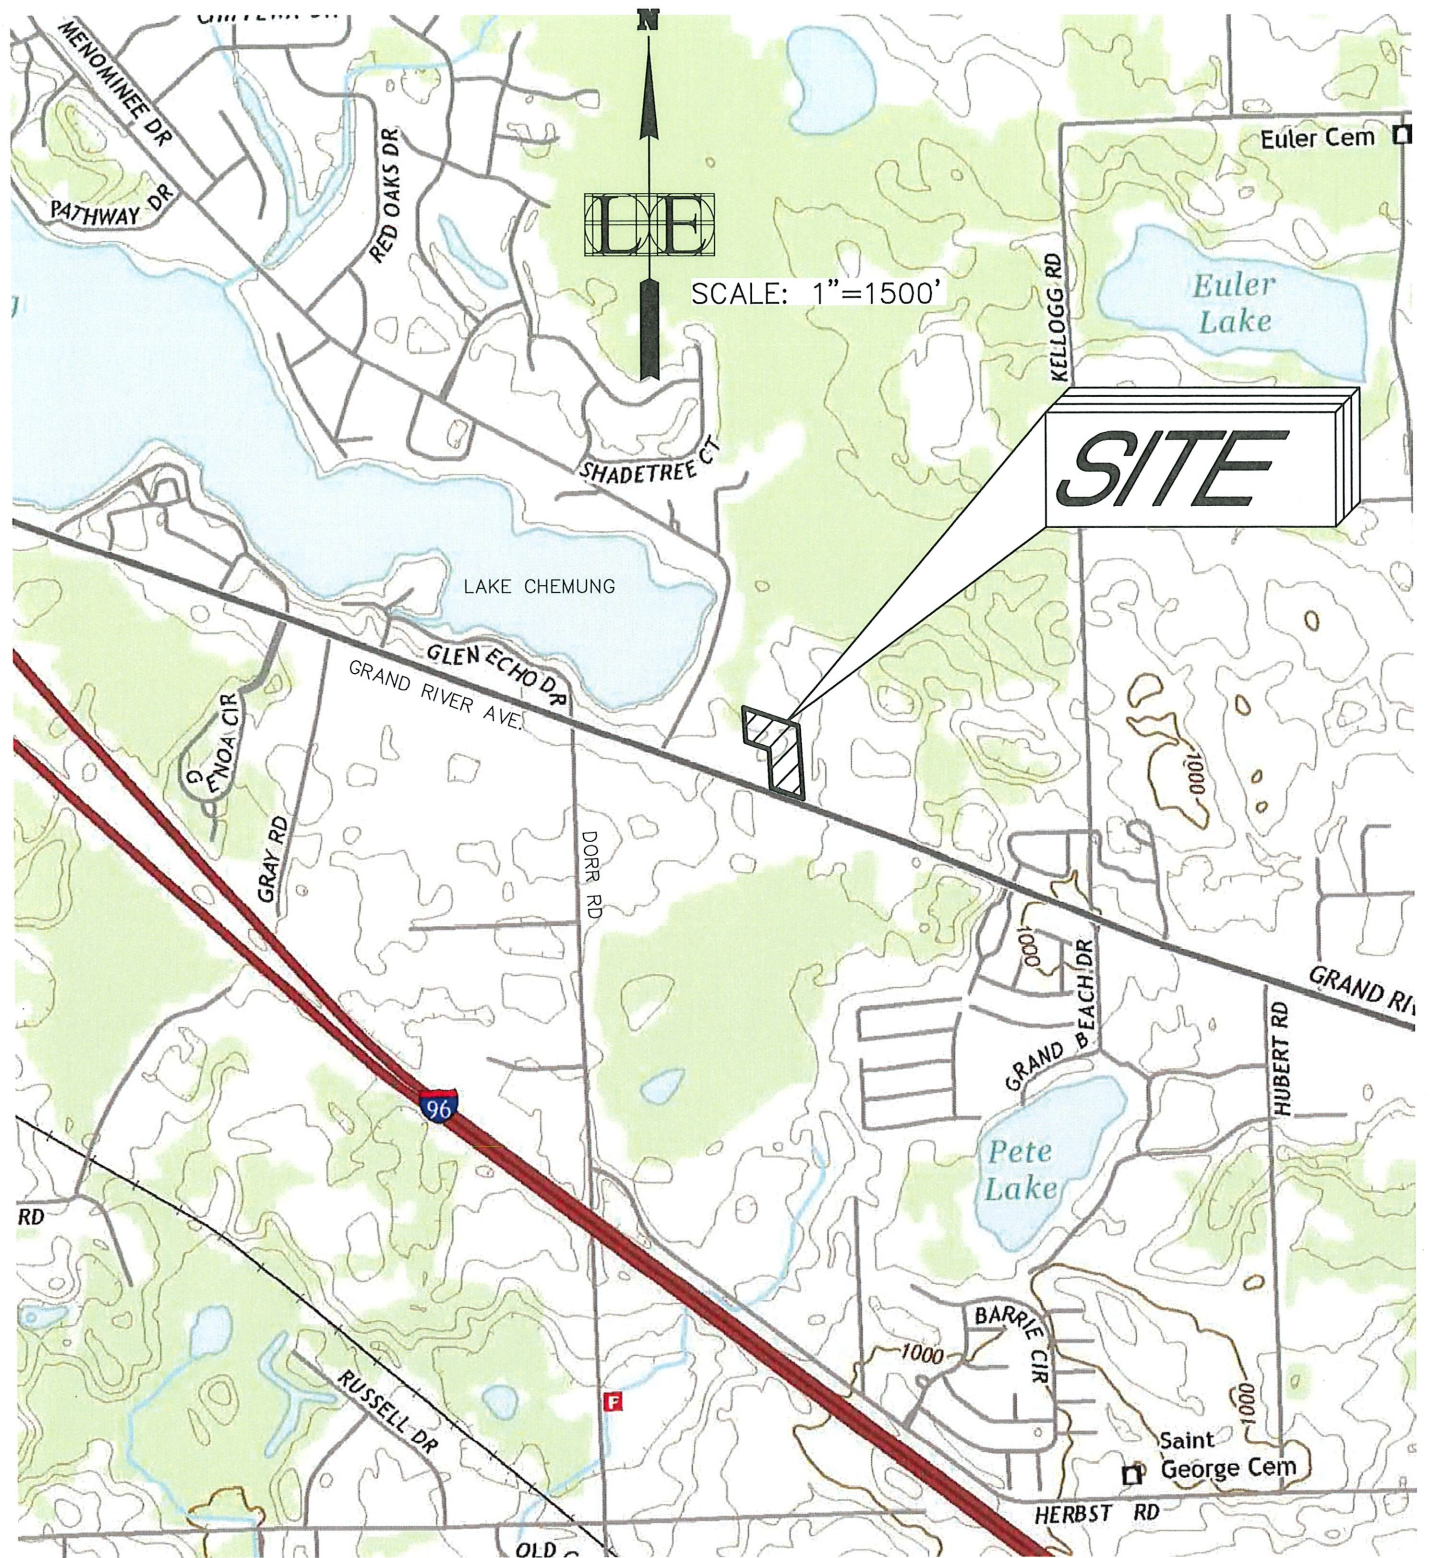 N
MENOMINEE DR
PATHWAY DR
RED OAKS DR
LE
SCALE: 1"=1500'
Euler Cem
KELLOGG RD
Euler
Lake
SITE
SHADETREE CT
LAKE CHEMUNG
GLEN ECHO DR
GRAND RIVER AVE.
GENOA CIR
GRAY RD
DORR RD
1000
1000
GRAND BEACH DR
GRAND RIV
HUBERT RD
96
Pete
Lake
RD
BARRIE CIR
1000
1000
RUSSELL DR
F
Saint
George Cem
HERBST RD
OLD